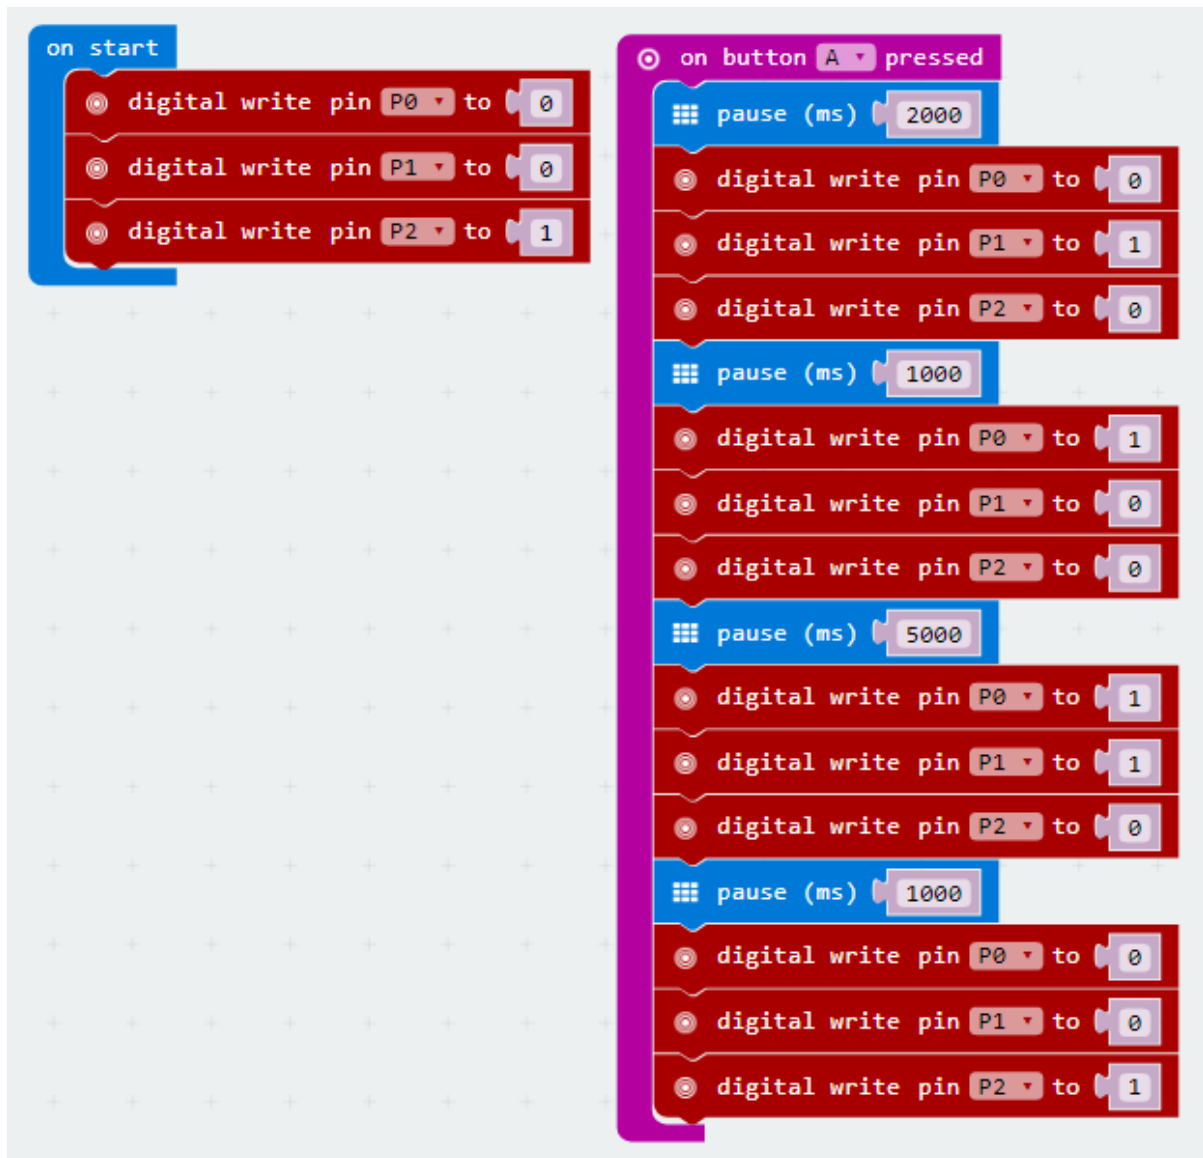 on start
digital write pin P0 to 0
digital write pin P1 to 0
digital write pin P2 to 1
on button A pressed
pause (ms) 2000
digital write pin P0 to 0
digital write pin P1 to 1
digital write pin P2 to 0
pause (ms) 1000
digital write pin P0 to 1
digital write pin P1 to 0
digital write pin P2 to 0
pause (ms) 5000
digital write pin P0 to 1
digital write pin P1 to 1
digital write pin P2 to 0
pause (ms) 1000
digital write pin P0 to 0
digital write pin P1 to 0
digital write pin P2 to 1